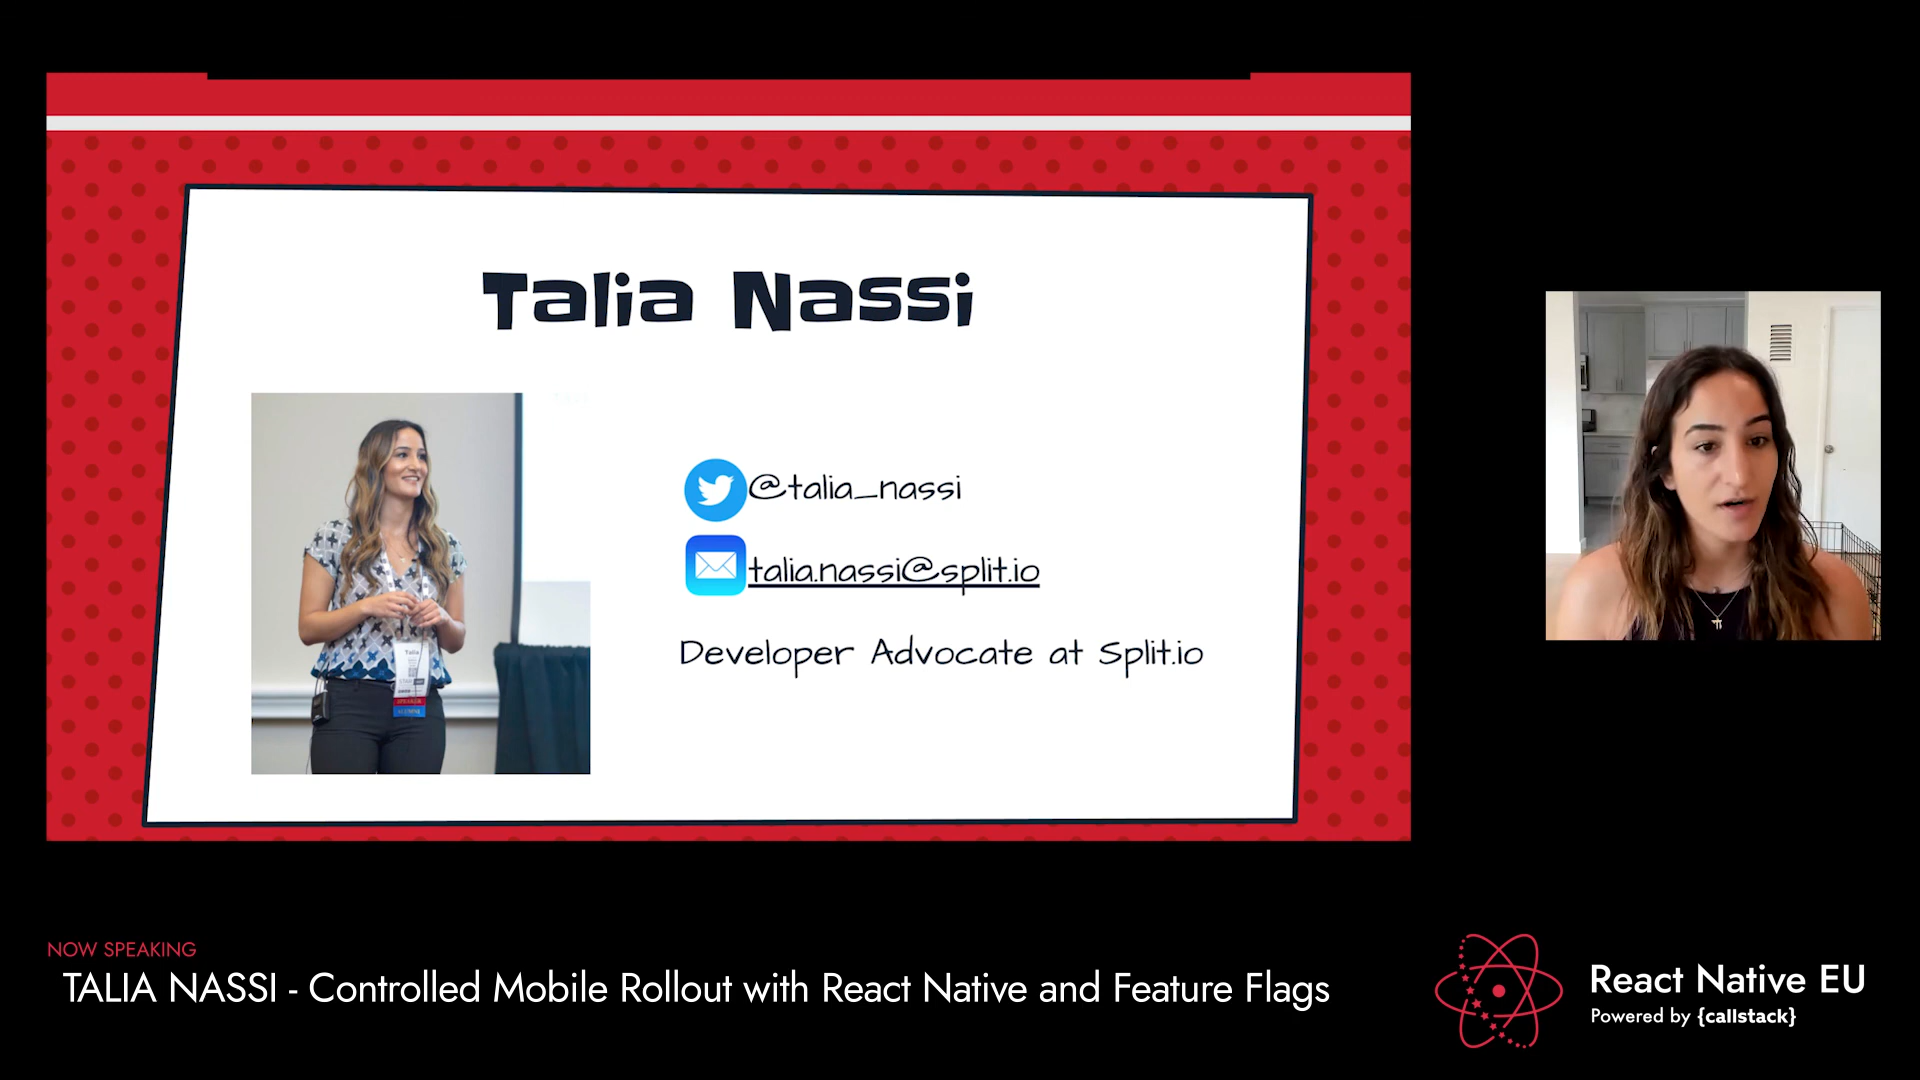 Talia Nassi
@talia_nassi
talia.nassi@split.io
Developer Advocate at Split.io
Talia
NOW SPEAKING
TALIA NASSI - Controlled Mobile Rollout with React Native and Feature Flags
React Native EU
Powered by {callstack}